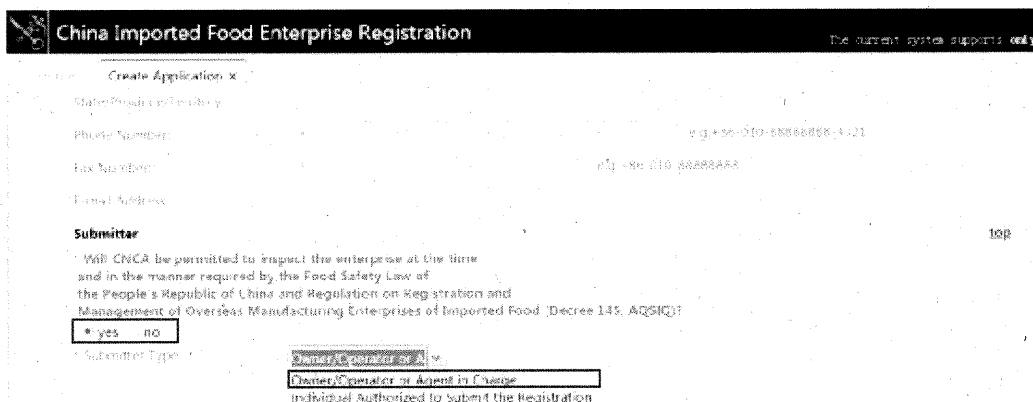 China Imported Food Enterprise Registration
The current system supports only
Create Application x
State/Province/Territory
Phone Number:
e.g.+86-010-88888888-4321
Fax Number:
e.g. +86-010-88888888
E-mail Address
Submitter
top
Will CNCA be permitted to inspect the enterprise at the time
and in the manner required by the Food Safety Law of
the People's Republic of China and Regulation on Registration and
Management of Overseas Manufacturing Enterprises of Imported Food (Decree 145, AQSIQ)?
yes no
Submitter Type
Owner/Operator or A
Owner/Operator or Agent in Charge
Individual Authorized to Submit the Registration